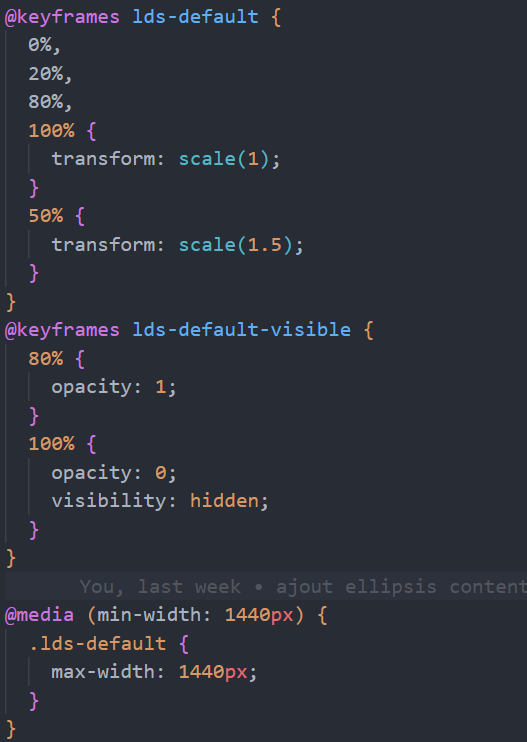 @keyframes lds-default {
  0%,
  20%,
  80%,
  100% {
    transform: scale(1);
  }
  50% {
    transform: scale(1.5);
  }
}
@keyframes lds-default-visible {
  80% {
    opacity: 1;
  }
  100% {
    opacity: 0;
    visibility: hidden;
  }
}
You, last week • ajout ellipsis content
@media (min-width: 1440px) {
  .lds-default {
    max-width: 1440px;
  }
}